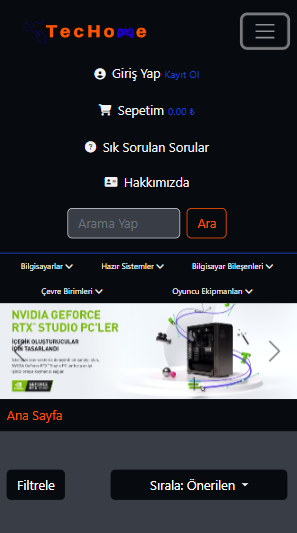 TecHome
Giriş Yap Kayıt Ol
Sepetim 0.00 ₺
Sık Sorulan Sorular
Hakkımızda
Arama Yap Ara
Bilgisayarlar Hazır Sistemler Bilgisayar Bileşenleri
Çevre Birimleri Oyuncu Ekipmanları
NVIDIA GEFORCE
RTX™ STUDIO PC'LER
İÇERİK OLUŞTURUCULAR
İÇİN TASARLANDI
Ana Sayfa
Filtrele Sırala: Önerilen